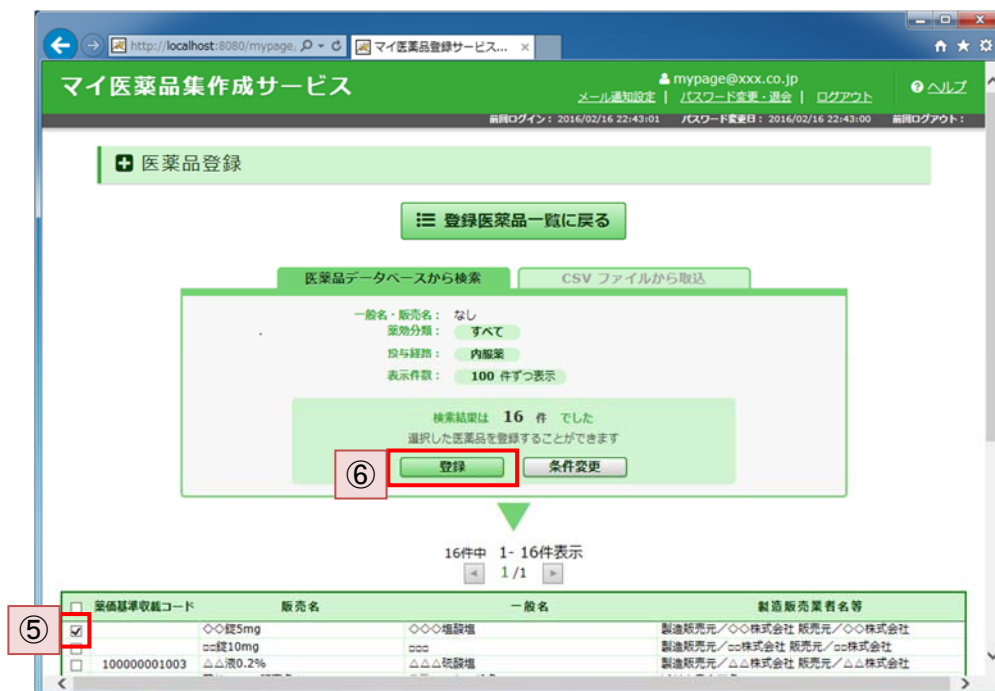 http://localhost:8080/mypage, マイ医薬品登録サービス... ×
マイ医薬品集作成サービス
mypage@xxx.co.jp
メール通知設定 | パスワード変更・退会 | ログアウト
ヘルプ
前回ログイン： 2016/02/16 22:43:01 パスワード変更日： 2016/02/16 22:43:00 前回ログアウト：
医薬品登録
登録医薬品一覧に戻る
医薬品データベースから検索 CSV ファイルから取込
一般名・販売名： なし
薬効分類： すべて
投与経路： 内服薬
表示件数： 100 件ずつ表示
検索結果は 16 件 でした
選択した医薬品を登録することができます
⑥ 登録 条件変更
16件中 1- 16件表示
1 /1
薬価基準収載コード 販売名 一般名 製造販売業者名等
⑤ ◇◇錠5mg ◇◇◇塩酸塩 製造販売元／◇◇株式会社 販売元／◇◇株式会社
□□錠10mg □□□ 製造販売元／□□株式会社 販売元／□□株式会社
100000001003 △△液0.2% △△△硫酸塩 製造販売元／△△株式会社 販売元／△△株式会社